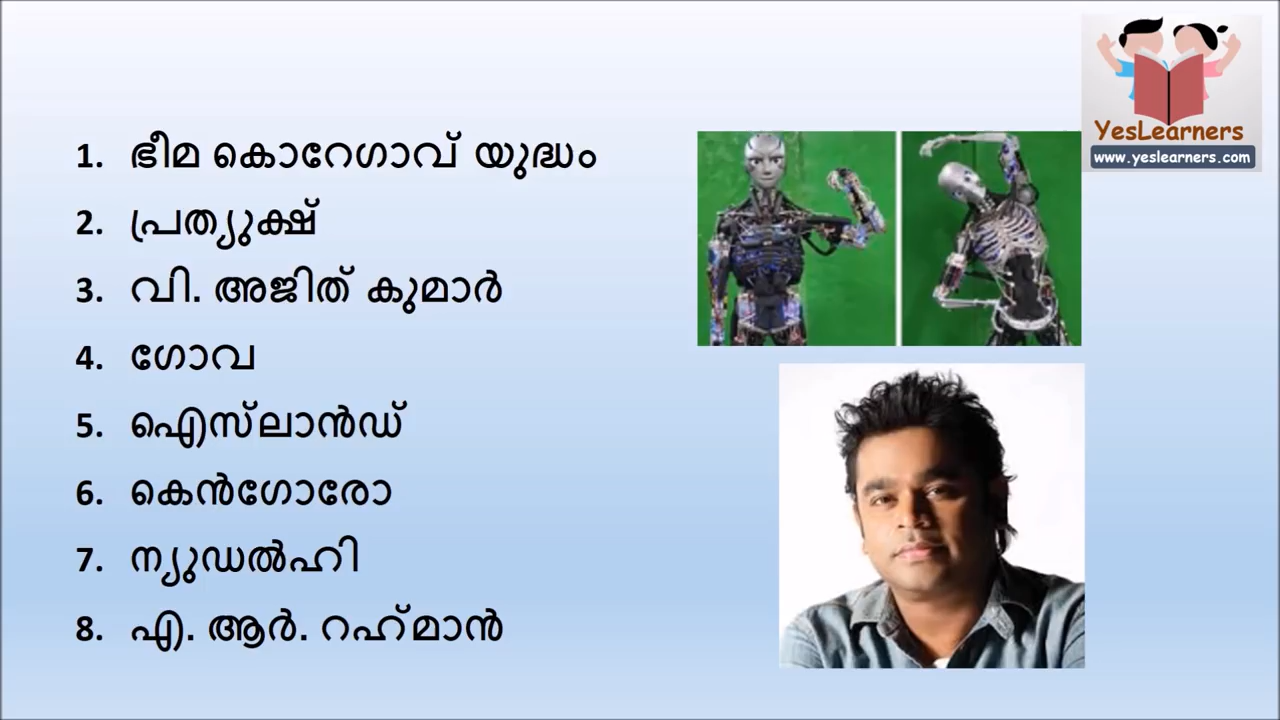 YesLearners
www.yeslearners.com
1. ഭീമ കൊറേഗാവ് യുദ്ധം
2. പ്രത്യുക്ഷ്
3. വി. അജിത് കുമാർ
4. ഗോവ
5. ഐസ്‌ലാൻഡ്
6. കെൻഗോരോ
7. ന്യുഡൽഹി
8. എ. ആർ. റഹ്‌മാൻ